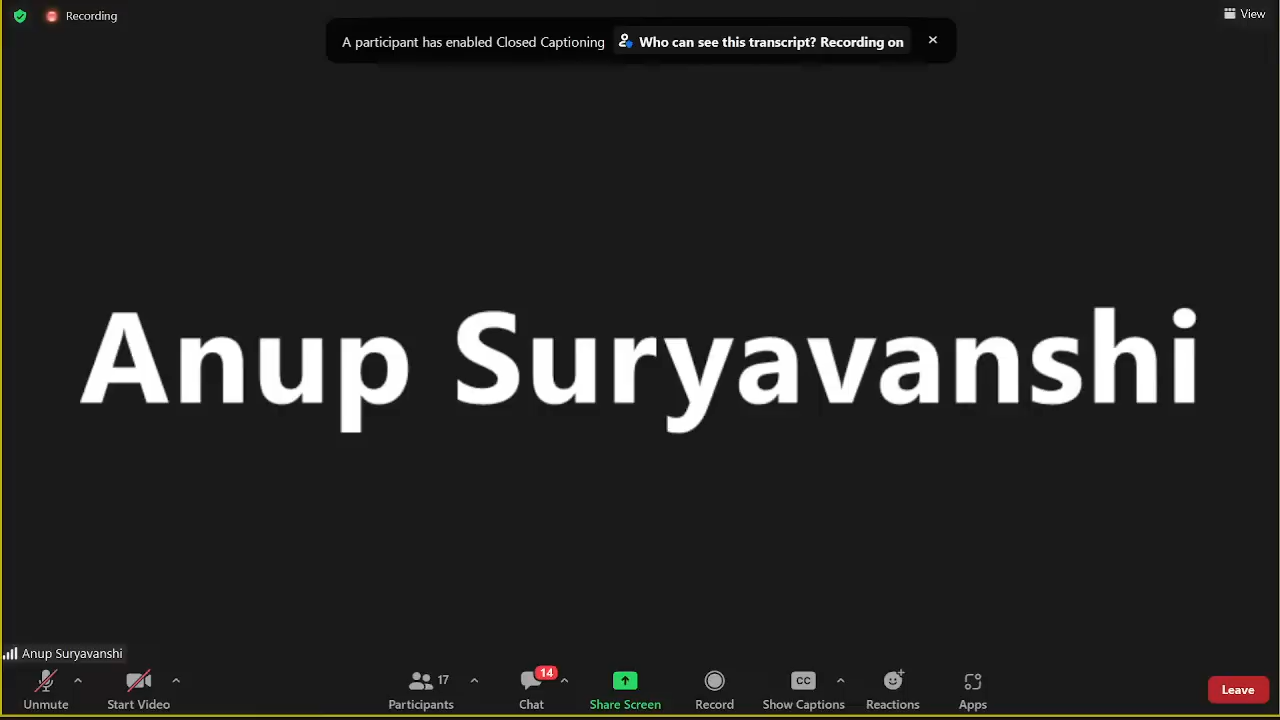 Recording
View
A participant has enabled Closed Captioning Who can see this transcript? Recording on
Anup Suryavanshi
Anup Suryavanshi
17
14
CC
Unmute
Start Video
Participants
Chat
Share Screen
Record
Show Captions
Reactions
Apps
Leave